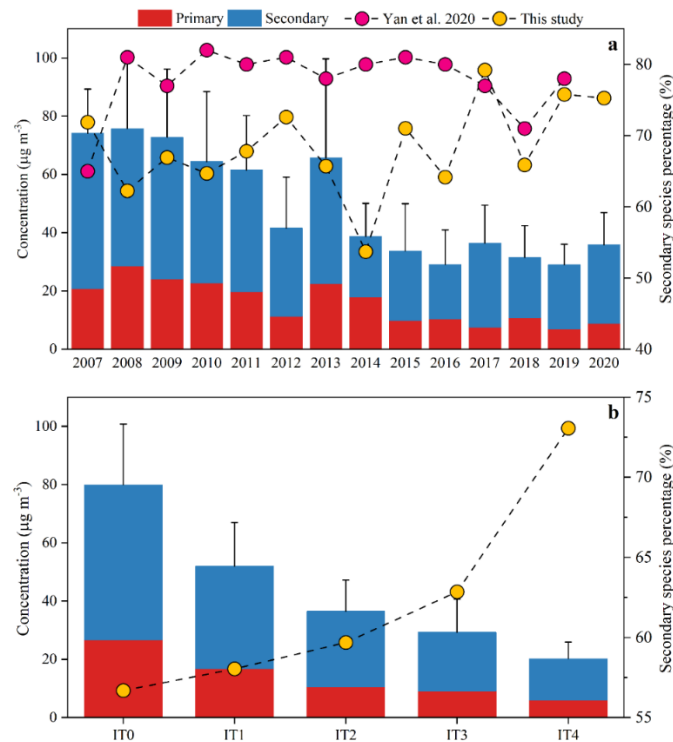 Primary Secondary Yan et al. 2020 This study
a
100
80
60
40
20
0
Concentration (µg m-3)
80
70
60
50
40
Secondary species percentage (%)
2007 2008 2009 2010 2011 2012 2013 2014 2015 2016 2017 2018 2019 2020
b
100
80
60
40
20
0
Concentration (µg m-3)
75
70
65
60
55
Secondary species percentage (%)
IT0 IT1 IT2 IT3 IT4